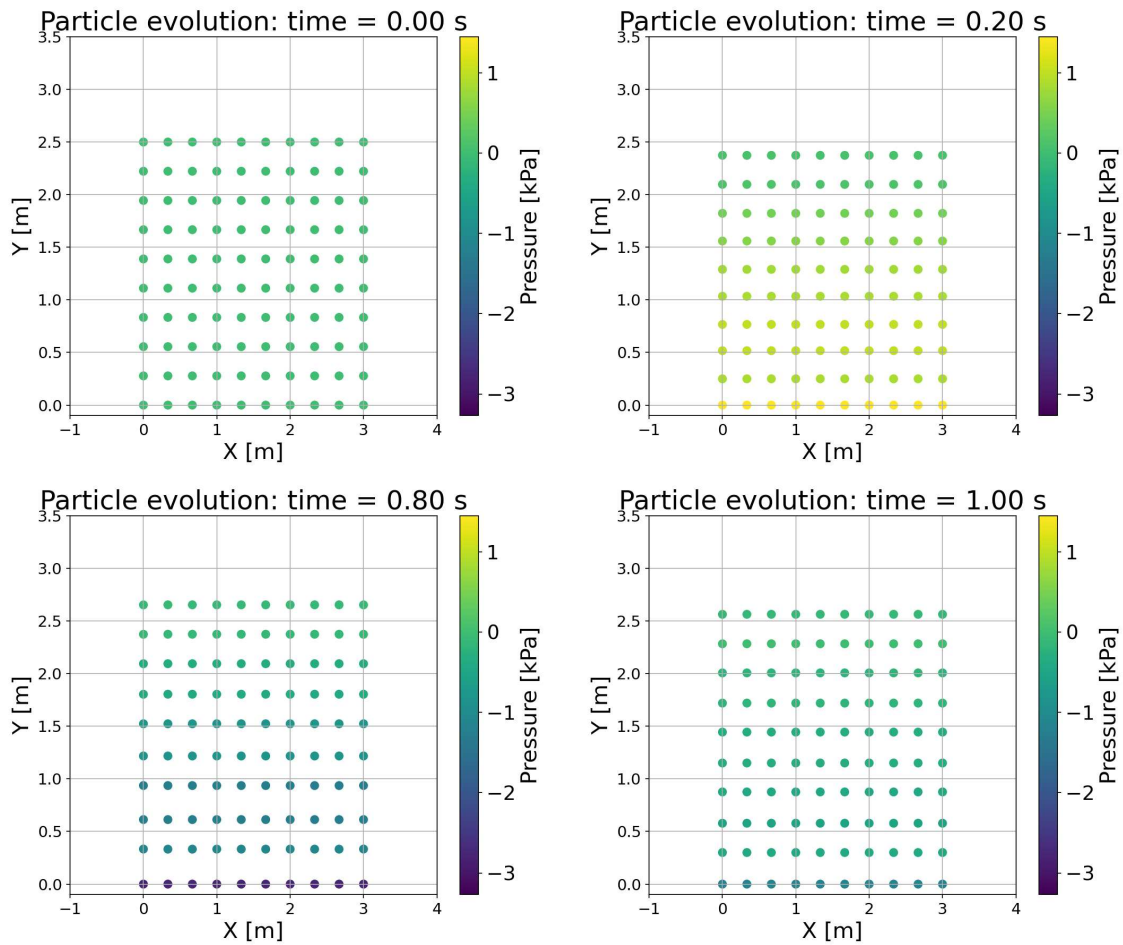 Particle evolution: time = 0.00 s
3.5
3.0
2.5
2.0
1.5
1.0
0.5
0.0
Y [m]
−1 0 1 2 3 4
X [m]
1
0
−1
−2
−3
Pressure [kPa]
Particle evolution: time = 0.20 s
3.5
3.0
2.5
2.0
1.5
1.0
0.5
0.0
Y [m]
−1 0 1 2 3 4
X [m]
1
0
−1
−2
−3
Pressure [kPa]
Particle evolution: time = 0.80 s
3.5
3.0
2.5
2.0
1.5
1.0
0.5
0.0
Y [m]
−1 0 1 2 3 4
X [m]
1
0
−1
−2
−3
Pressure [kPa]
Particle evolution: time = 1.00 s
3.5
3.0
2.5
2.0
1.5
1.0
0.5
0.0
Y [m]
−1 0 1 2 3 4
X [m]
1
0
−1
−2
−3
Pressure [kPa]